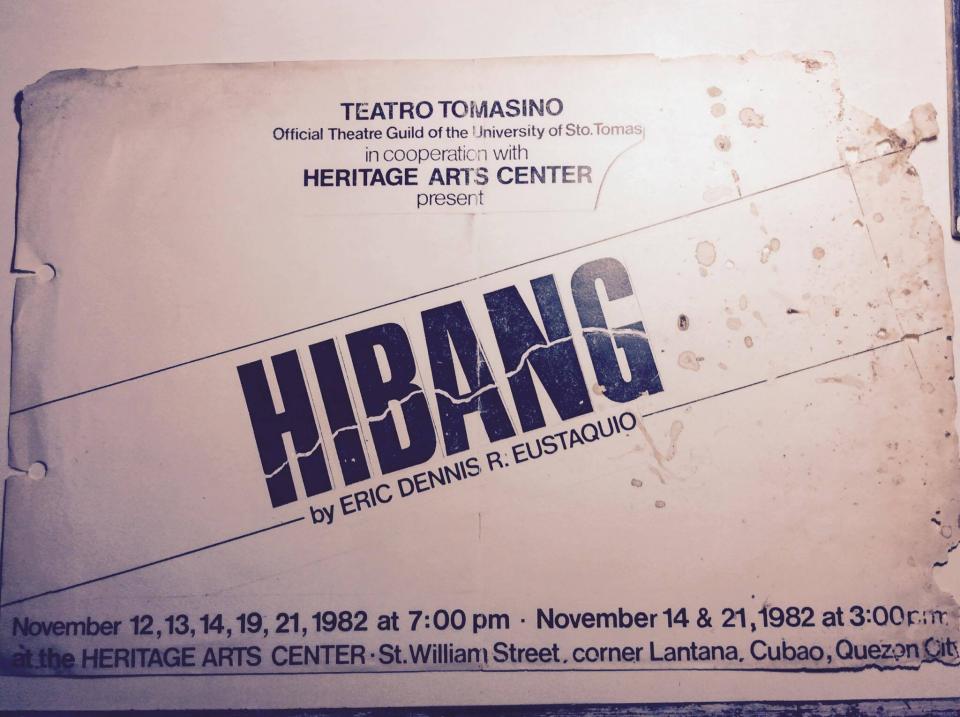 TEATRO TOMASINO
Official Theatre Guild of the University of Sto.Tomas
in cooperation with
HERITAGE ARTS CENTER
present
HIBANG
by ERIC DENNIS R. EUSTAQUIO
November 12, 13, 14, 19, 21, 1982 at 7:00 pm · November 14 & 21, 1982 at 3:00 p.m.
at the HERITAGE ARTS CENTER · St. William Street, corner Lantana, Cubao, Quezon City